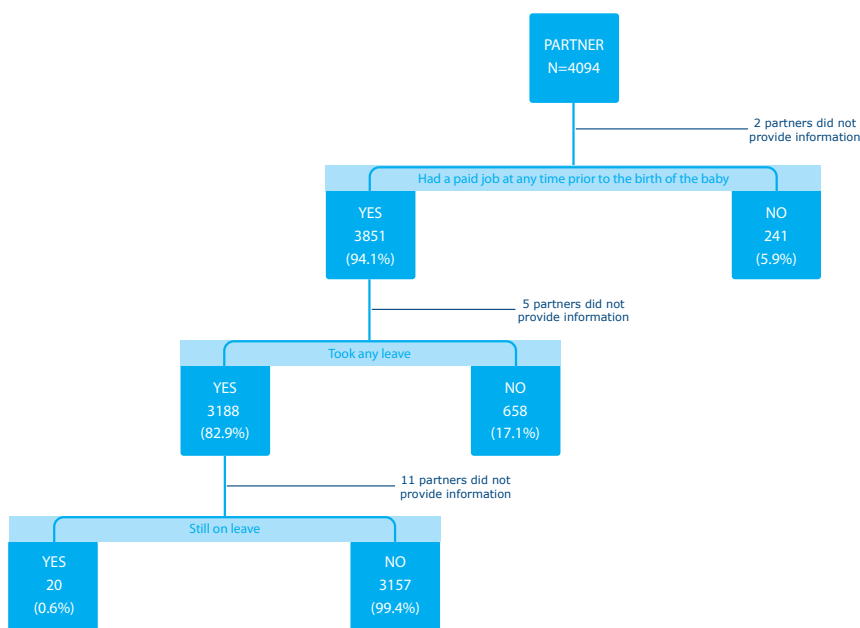 PARTNER
N=4094
2 partners did not
provide information
Had a paid job at any time prior to the birth of the baby
YES
3851
(94.1%)
NO
241
(5.9%)
5 partners did not
provide information
Took any leave
YES
3188
(82.9%)
NO
658
(17.1%)
11 partners did not
provide information
Still on leave
YES
20
(0.6%)
NO
3157
(99.4%)